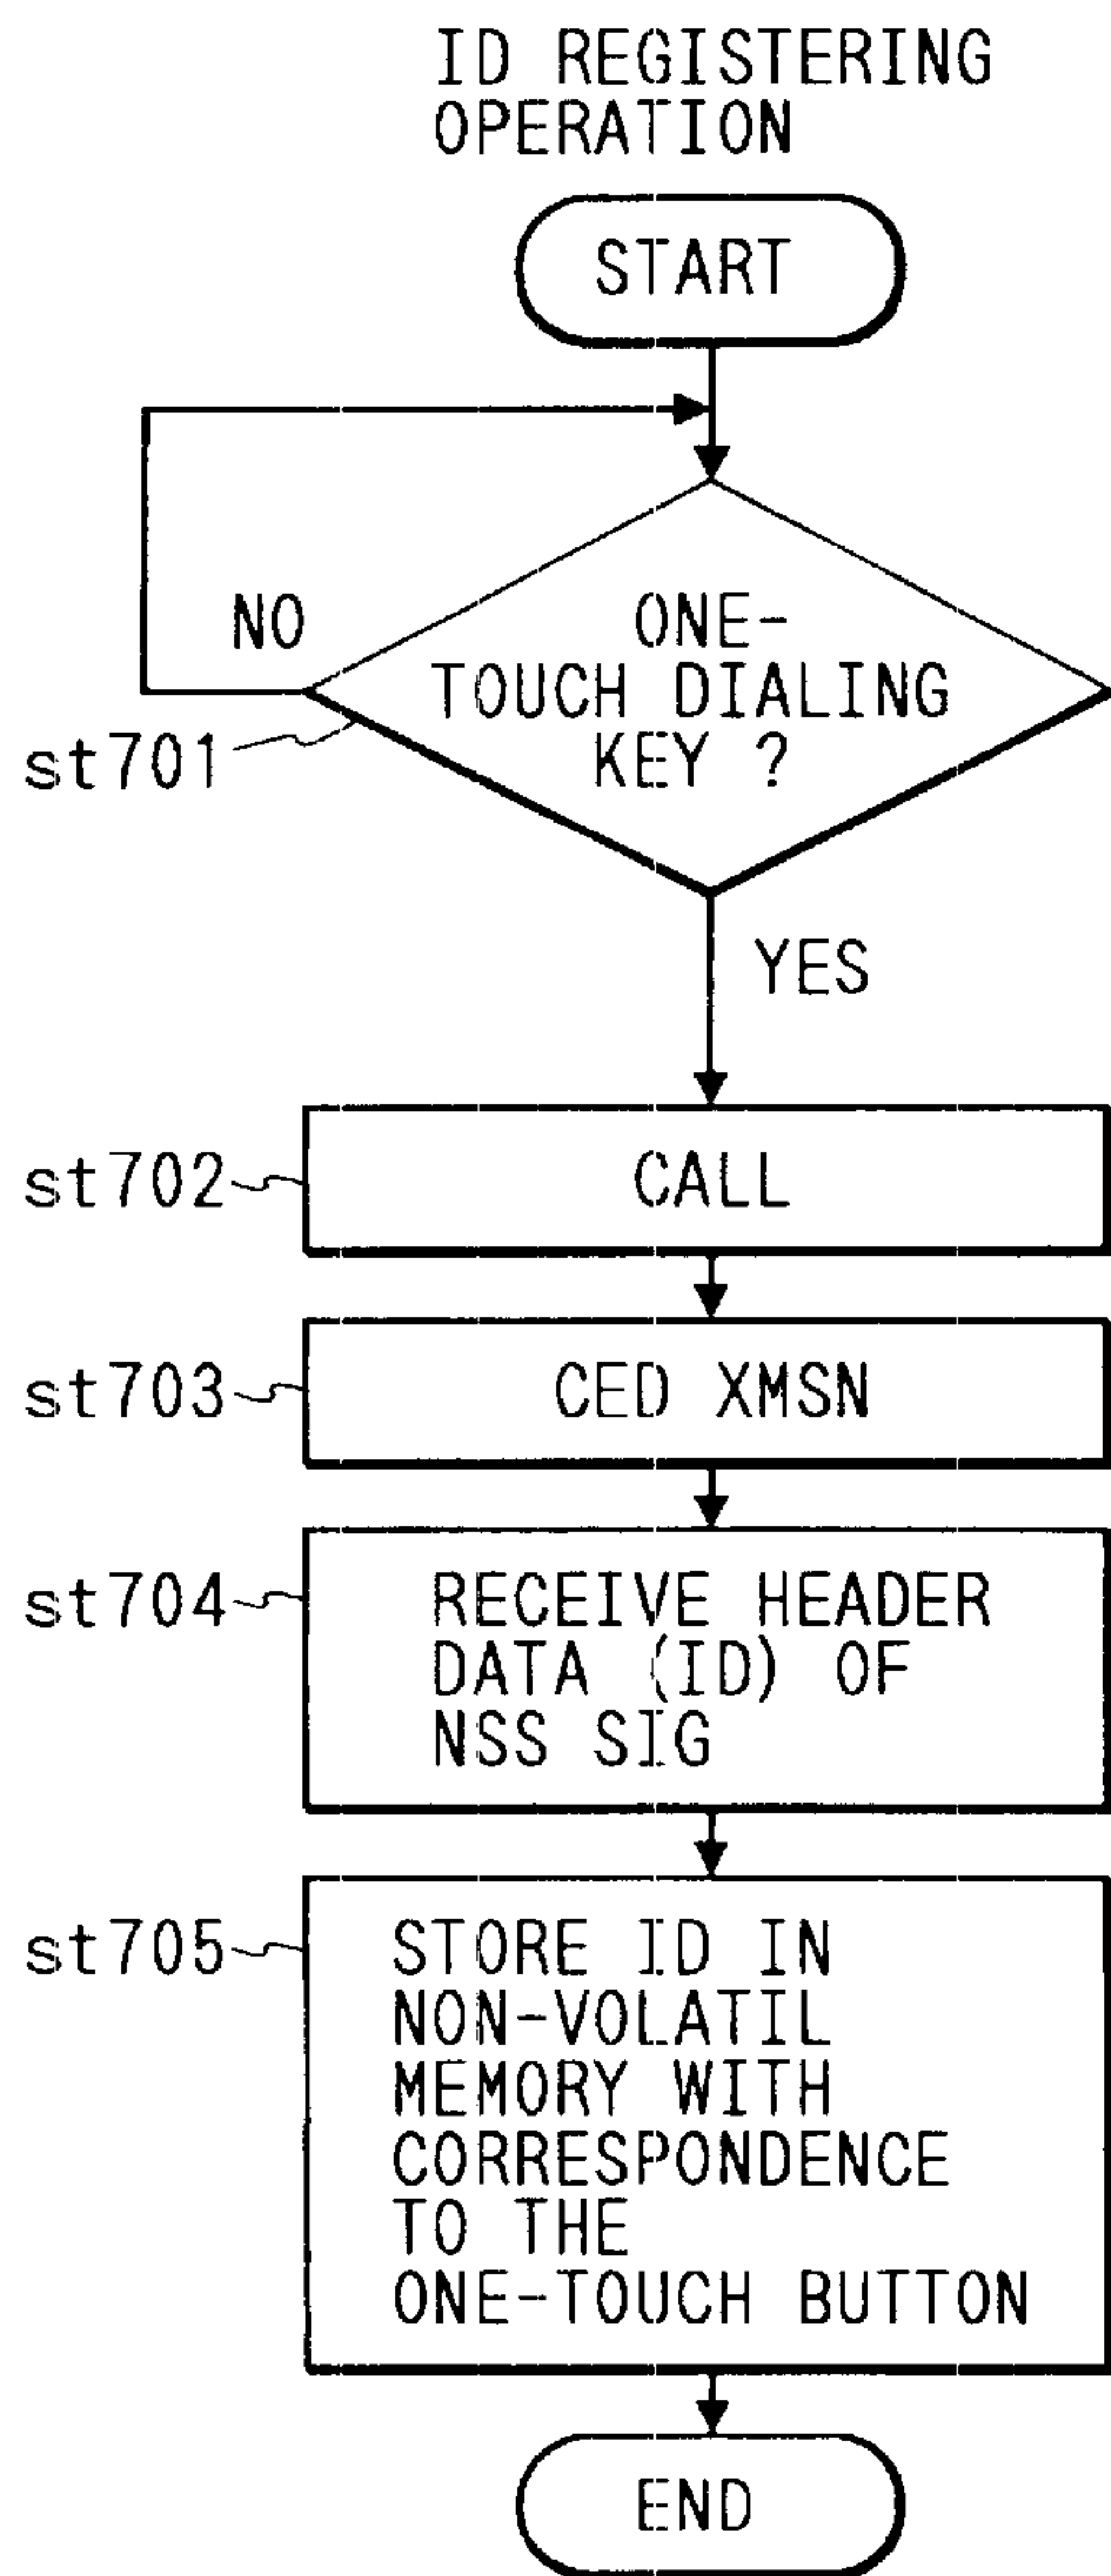 ID REGISTERING
OPERATION
START
NO
ONE-
TOUCH DIALING
KEY ?
st701
YES
st702
CALL
st703
CED XMSN
st704
RECEIVE HEADER
DATA (ID) OF
NSS SIG
st705
STORE ID IN
NON-VOLATIL
MEMORY WITH
CORRESPONDENCE
TO THE
ONE-TOUCH BUTTON
END